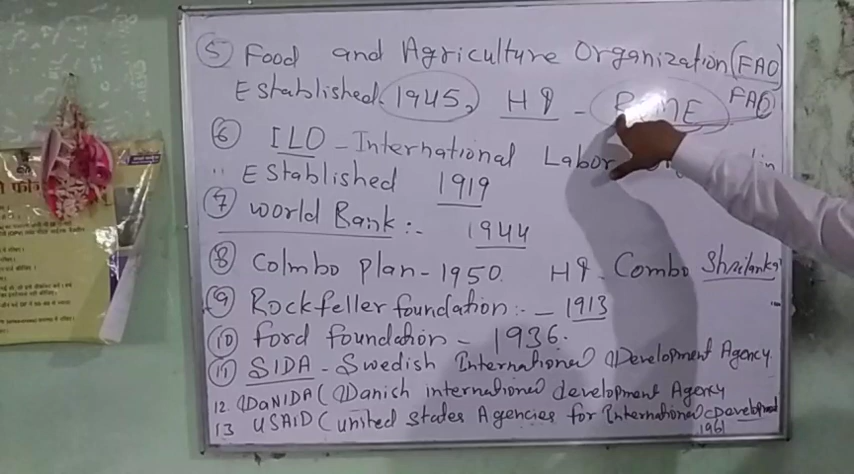 5 Food and Agriculture Organization (FAO)
Established. 1945, HQ - ROME FAO
6 ILO - International Labor
" Established 1919
7 World Bank :- 1944
8 Colmbo plan - 1950. HQ - Combo Shrilanka
9 Rockfeller foundation :- - 1913
10 ford foundation - 1936.
11 SIDA - Swedish International Development Agency
12. DaNIDA ( Danish international development Agency
13 USAID ( united states Agencies for International Development
1961